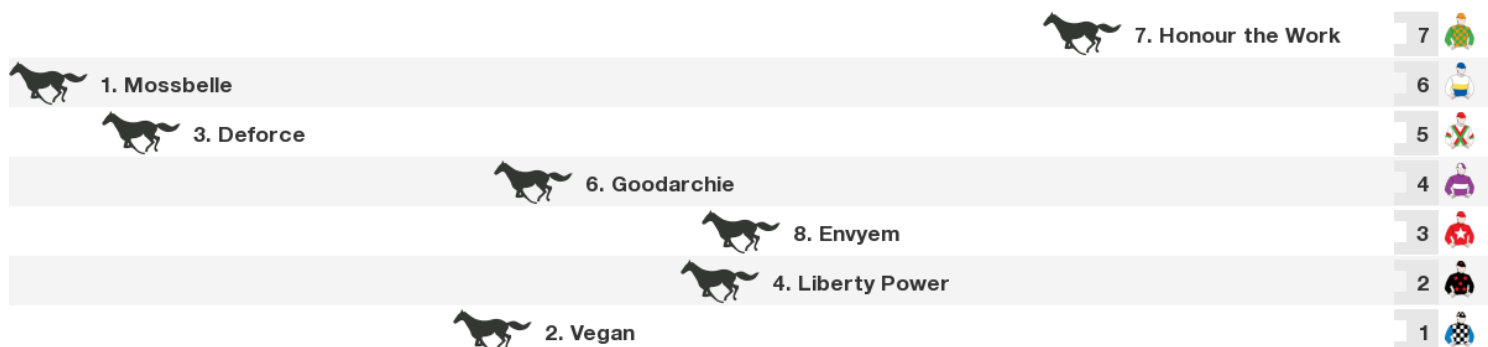 7. Honour the Work 7
1. Mossbelle 6
3. Deforce 5
6. Goodarchie 4
8. Envyem 3
4. Liberty Power 2
2. Vegan 1